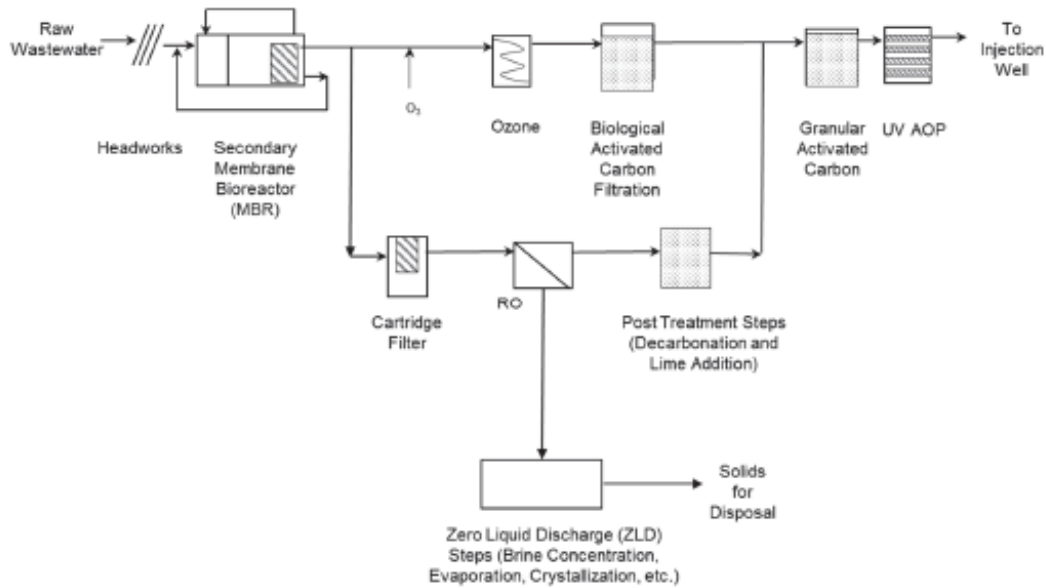 Raw
Wastewater
To
Injection
Well
O₃
Headworks
Secondary
Membrane
Bioreactor
(MBR)
Ozone
Biological
Activated
Carbon
Filtration
Granular
Activated
Carbon
UV AOP
Cartridge
Filter
RO
Post Treatment Steps
(Decarbonation and
Lime Addition)
Solids
for
Disposal
Zero Liquid Discharge (ZLD)
Steps (Brine Concentration,
Evaporation, Crystallization, etc.)